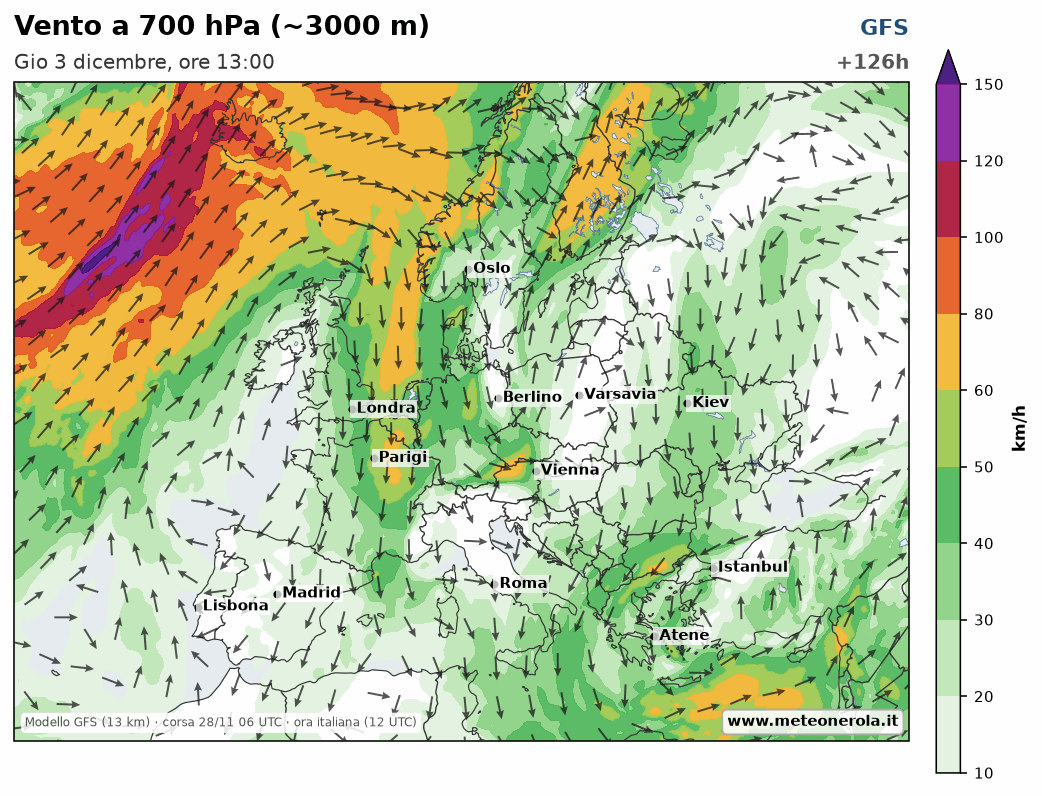 Vento a 700 hPa (~3000 m)
GFS
Gio 3 dicembre, ore 13:00
+126h
150
120
100
80
60
50
40
30
20
10
km/h
Oslo
Londra
Berlino
Varsavia
Kiev
Parigi
Vienna
Istanbul
Roma
Madrid
Lisbona
Atene
Modello GFS (13 km) · corsa 28/11 06 UTC · ora italiana (12 UTC)
www.meteonerola.it